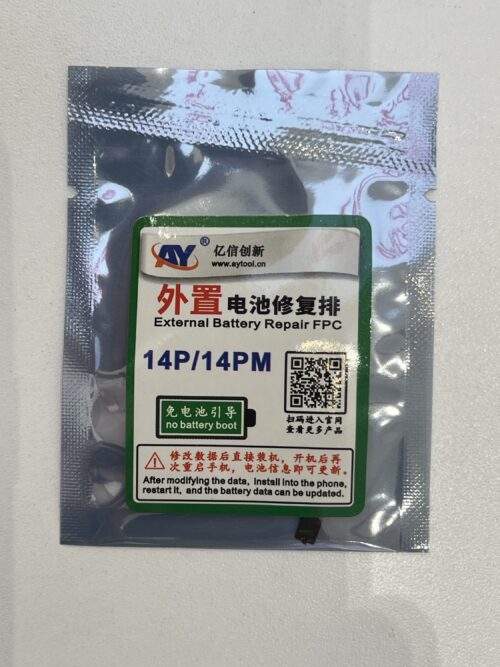 AY® 亿信创新
www.aytool.cn
外置电池修复排
External Battery Repair FPC
14P/14PM
免电池引导
no battery boot
扫码进入官网
查看更多产品
修改数据后直接装机，开机后再
次重启手机，电池信息即可更新。
After modifying the data, install into the phone,
restart it, and the battery data can be updated.